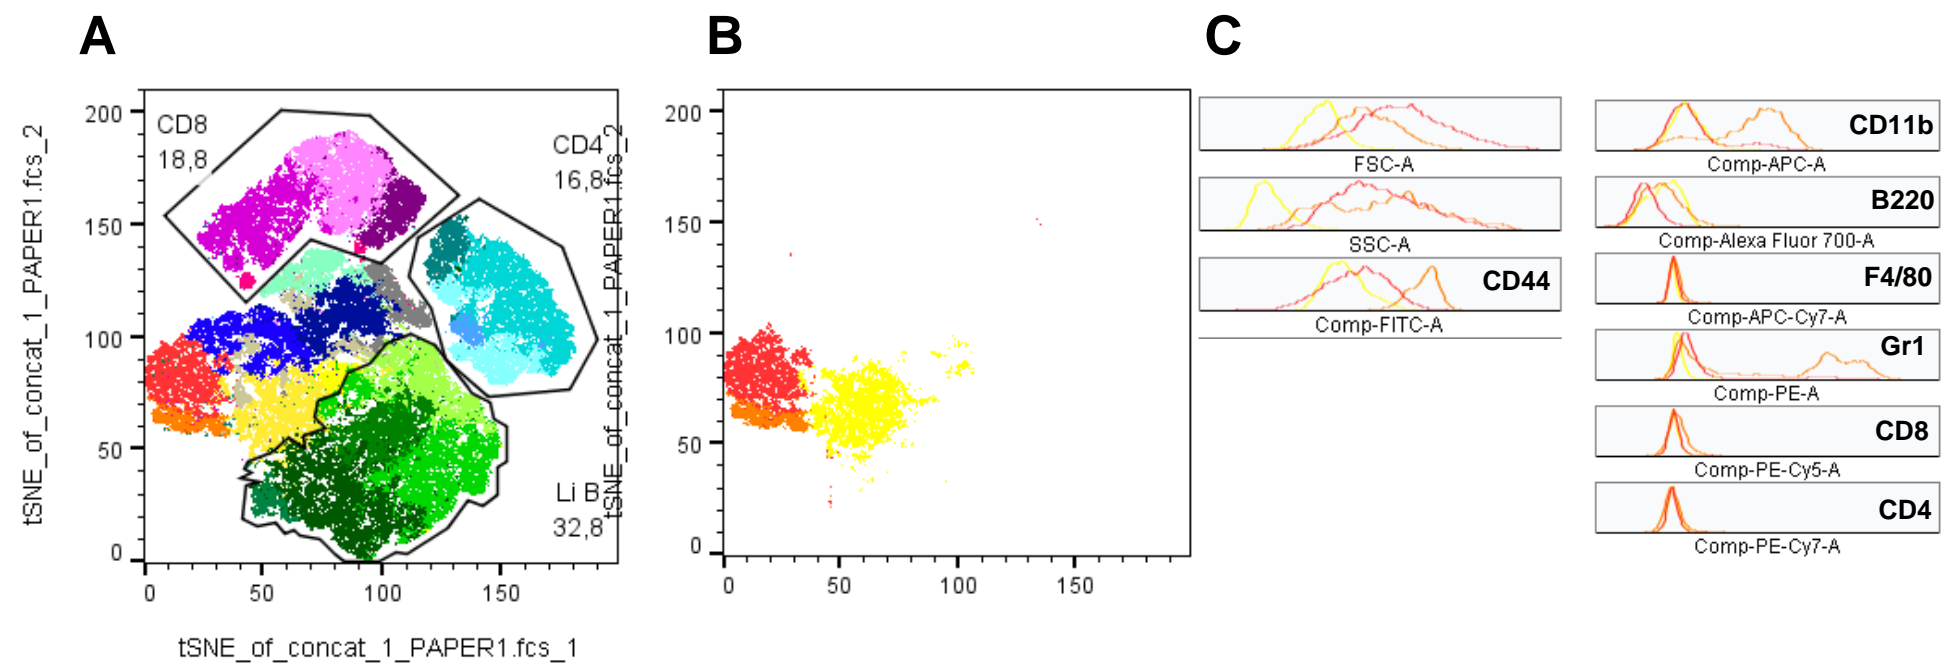 A
B
C
tSNE_of_concat_1_PAPER1.fcs_2
200
150
100
50
0
CD8
18,8
CD4
16,8
Li B
32,8
0
50
100
150
tSNE_of_concat_1_PAPER1.fcs_1
tSNE_of_concat_1_PAPER1.fcs_2
200
150
100
50
0
0
50
100
150
FSC-A
SSC-A
CD44
Comp-FITC-A
CD11b
Comp-APC-A
B220
Comp-Alexa Fluor 700-A
F4/80
Comp-APC-Cy7-A
Gr1
Comp-PE-A
CD8
Comp-PE-Cy5-A
CD4
Comp-PE-Cy7-A